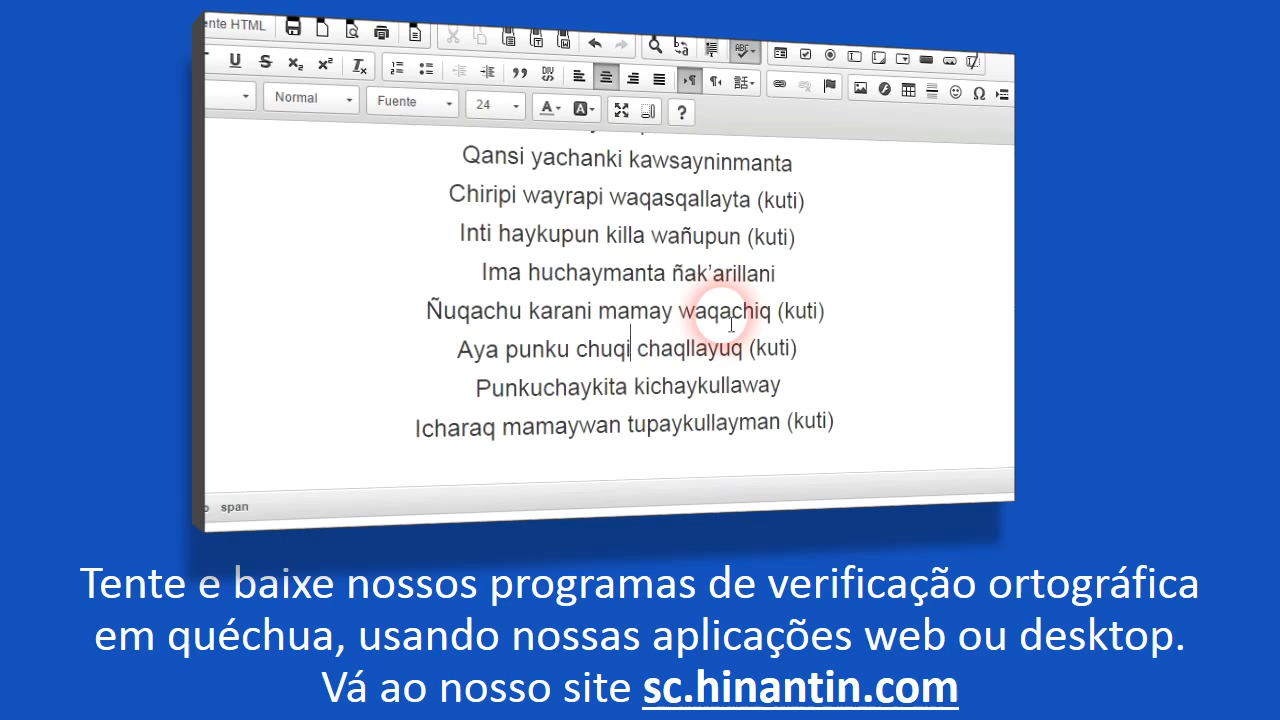 ente HTML
Normal Fuente 24
Qansi yachanki kawsayninmanta
Chiripi wayrapi waqasqallayta (kuti)
Inti haykupun killa wañupun (kuti)
Ima huchaymanta ñak'arillani
Ñuqachu karani mamay waqachiq (kuti)
Aya punku chuqi chaqllayuq (kuti)
Punkuchaykita kichaykullaway
Icharaq mamaywan tupaykullayman (kuti)
span
Tente e baixe nossos programas de verificação ortográfica
em quéchua, usando nossas aplicações web ou desktop.
Vá ao nosso site sc.hinantin.com